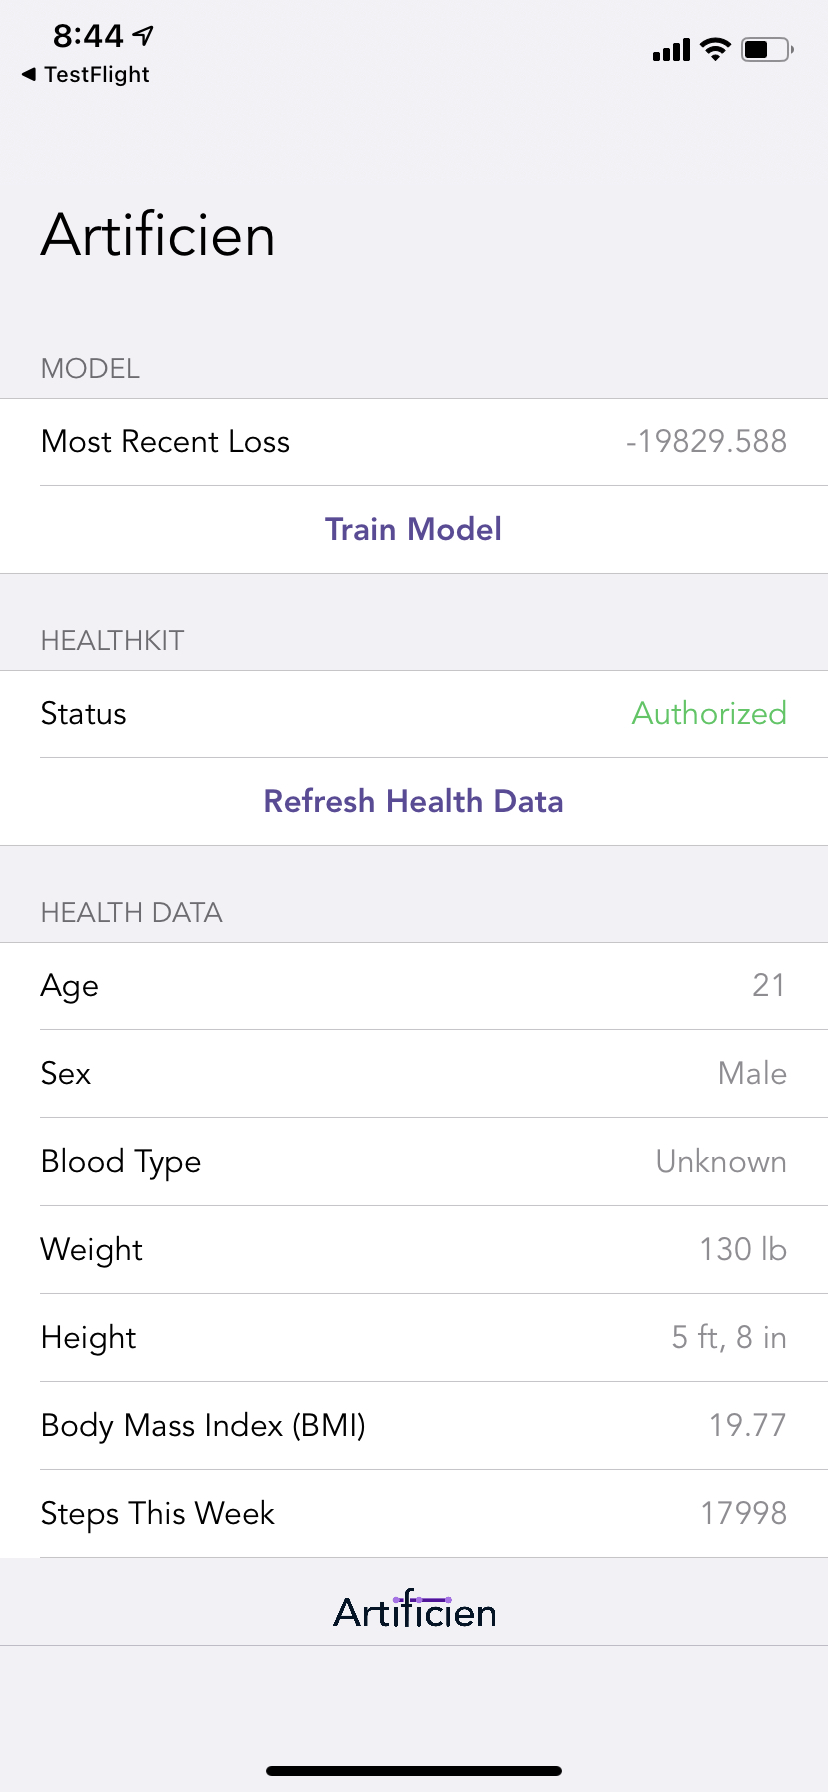 8:44
TestFlight
Artificien
MODEL
Most Recent Loss -19829.588
Train Model
HEALTHKIT
Status Authorized
Refresh Health Data
HEALTH DATA
Age 21
Sex Male
Blood Type Unknown
Weight 130 lb
Height 5 ft, 8 in
Body Mass Index (BMI) 19.77
Steps This Week 17998
Artificien